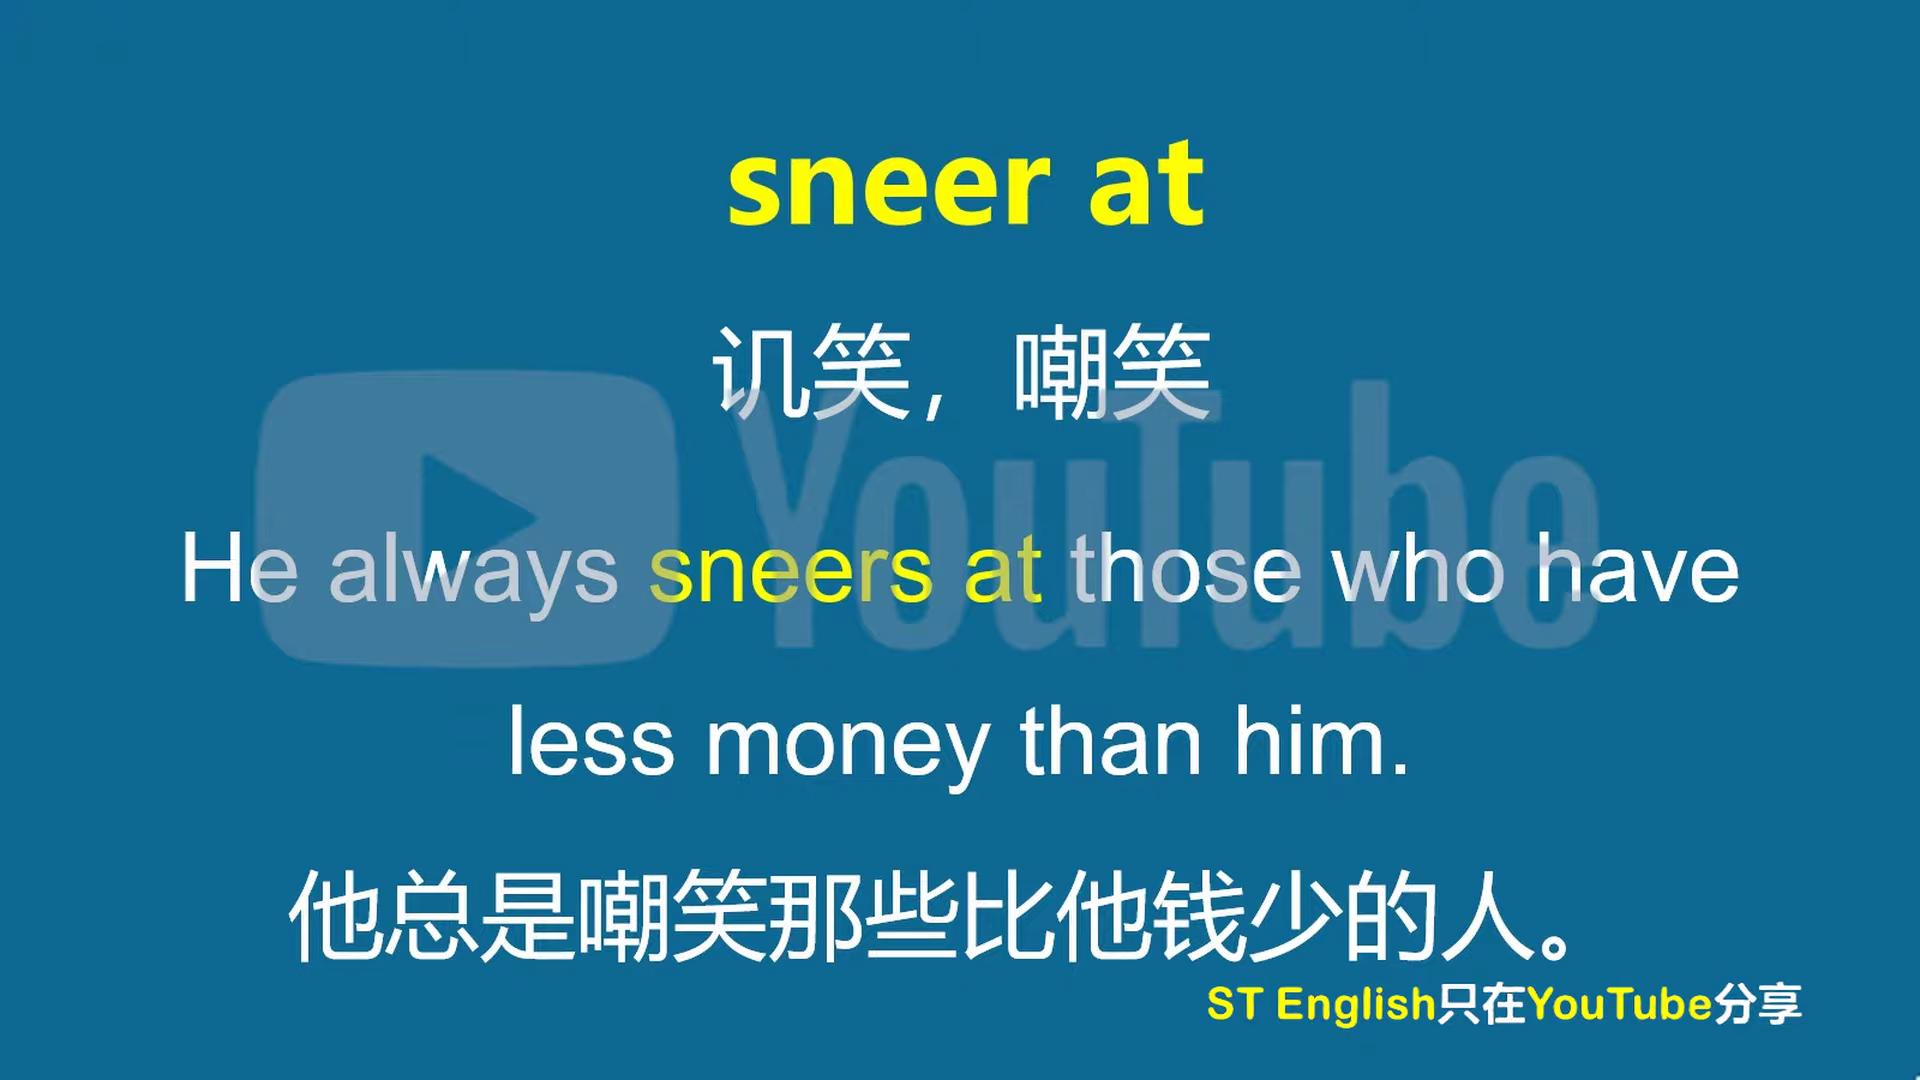 sneer at
讥笑，嘲笑
YouTube
He always sneers at those who have
less money than him.
他总是嘲笑那些比他钱少的人。
ST English只在YouTube分享